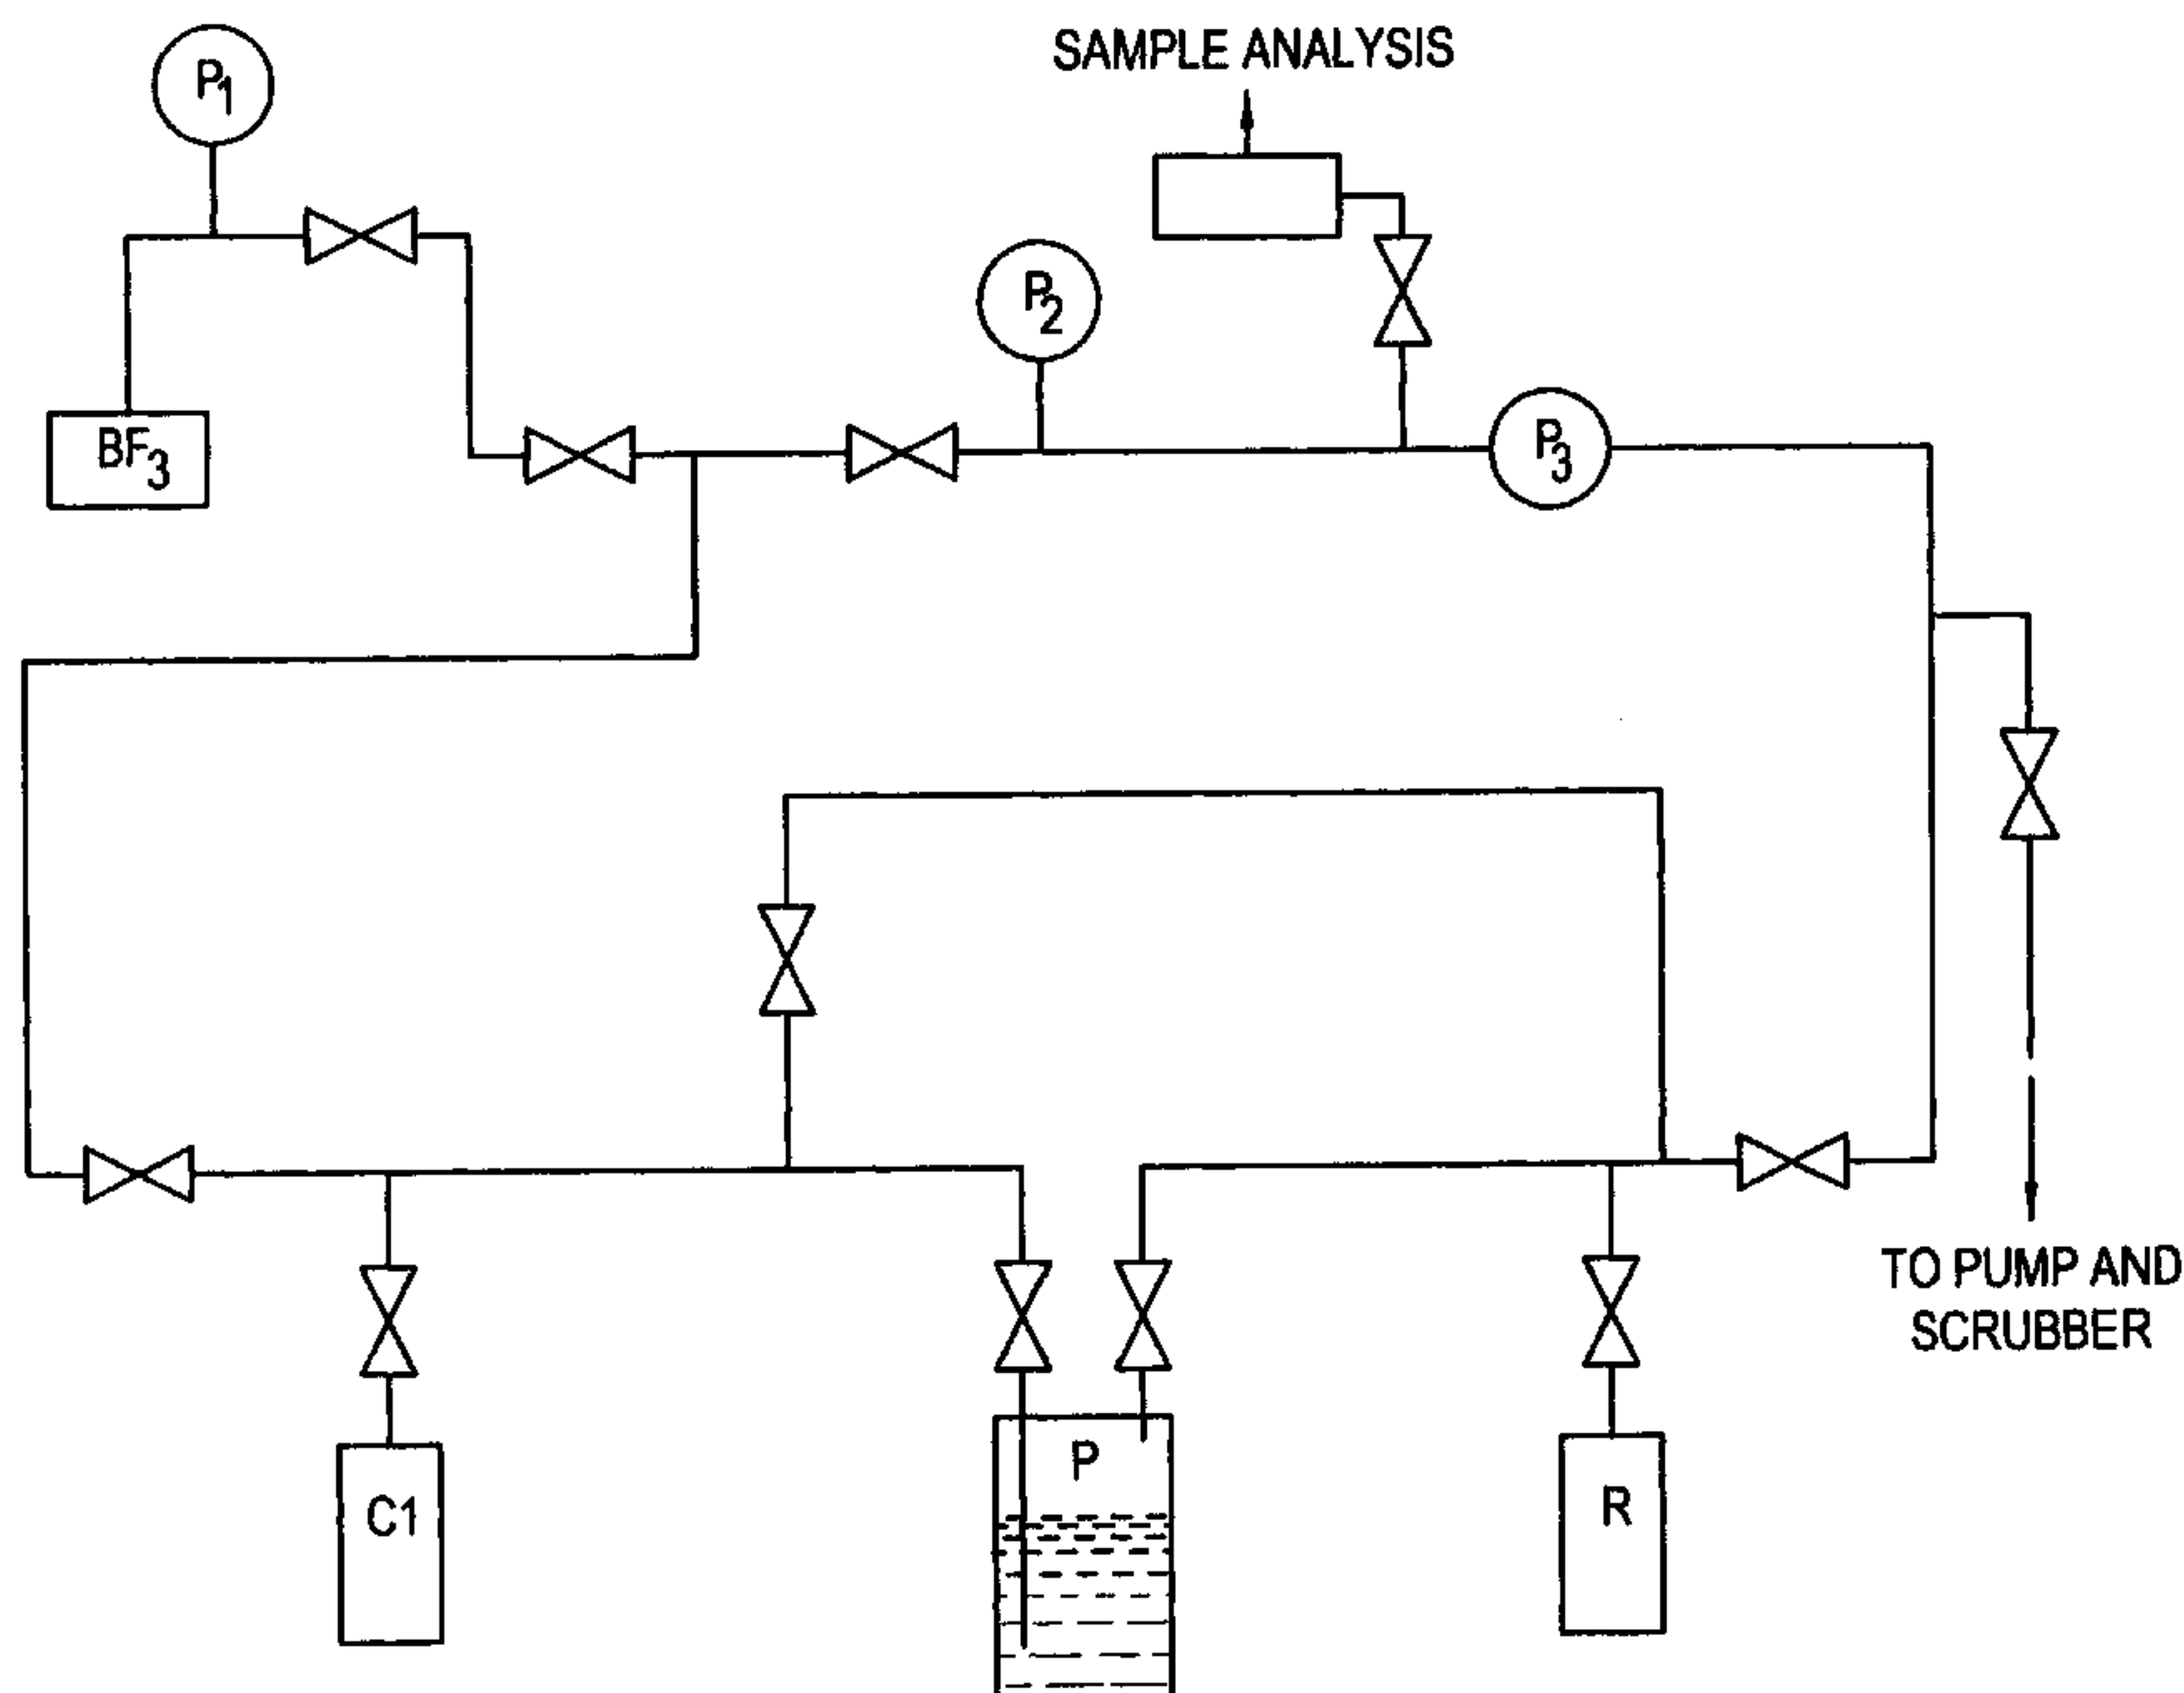 SAMPLE ANALYSIS
P1
P2
BF3
P3
TO PUMP AND
SCRUBBER
P
C1
R